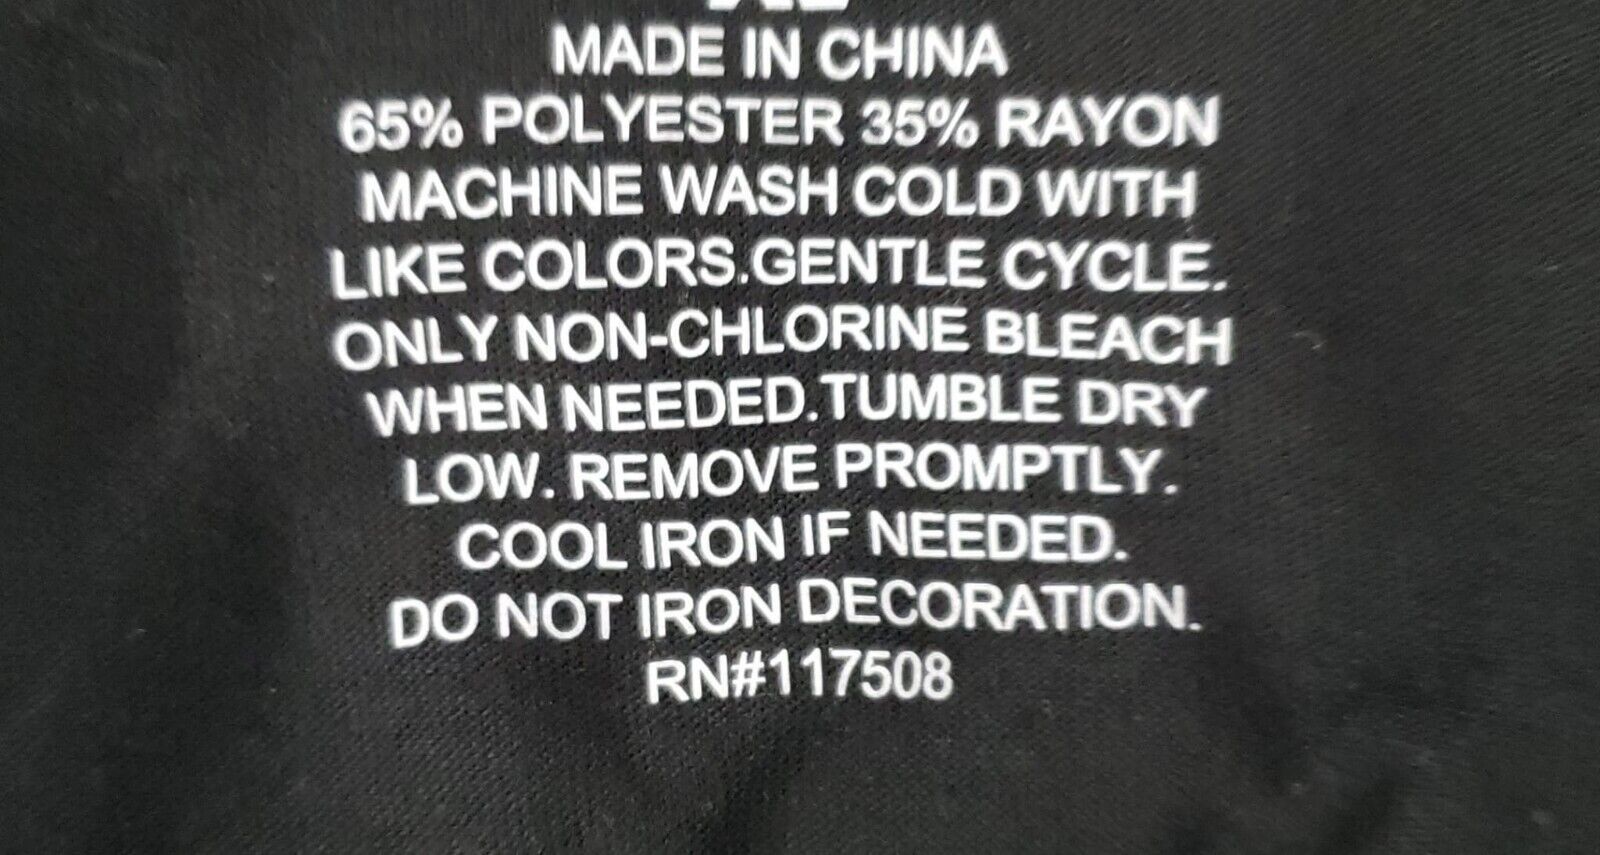 MADE IN CHINA
65% POLYESTER 35% RAYON
MACHINE WASH COLD WITH
LIKE COLORS.GENTLE CYCLE.
ONLY NON-CHLORINE BLEACH
WHEN NEEDED.TUMBLE DRY
LOW. REMOVE PROMPTLY.
COOL IRON IF NEEDED.
DO NOT IRON DECORATION.
RN#117508